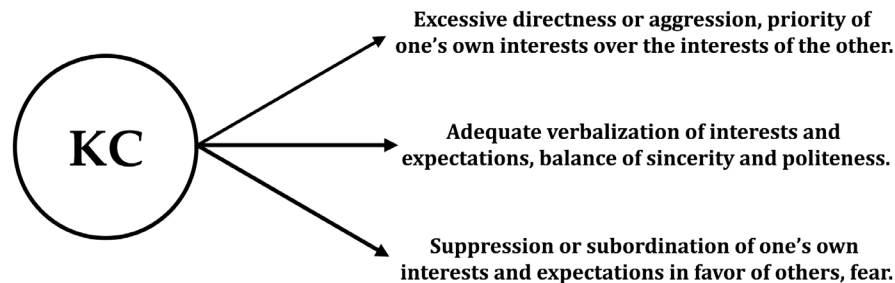 Excessive directness or aggression, priority of
one's own interests over the interests of the other.
KC
Adequate verbalization of interests and
expectations, balance of sincerity and politeness.
Suppression or subordination of one's own
interests and expectations in favor of others, fear.